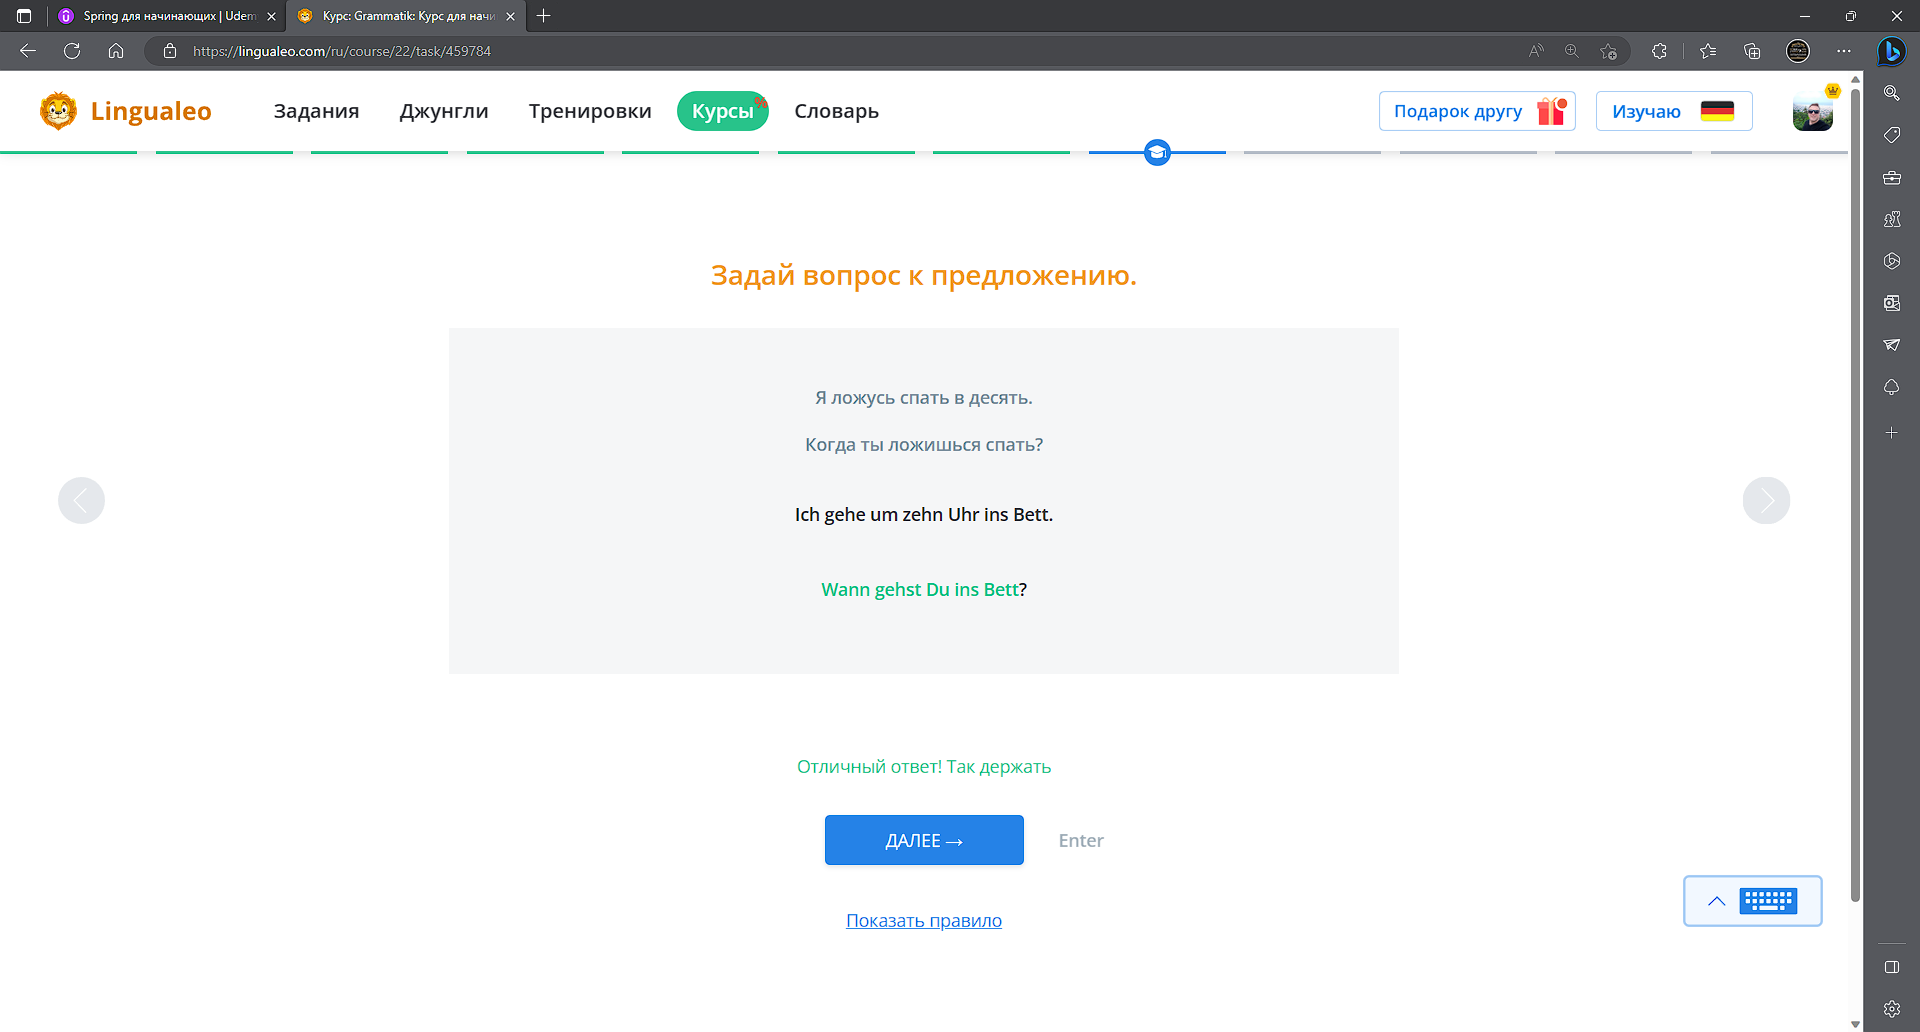 Spring для начинающих | Udem
Курс: Grammatik: Курс для начи
https://lingualeo.com/ru/course/22/task/459784
Lingualeo
Задания
Джунгли
Тренировки
Курсы
%
Словарь
Подарок другу
Изучаю
Задай вопрос к предложению.
Я ложусь спать в десять.
Когда ты ложишься спать?
Ich gehe um zehn Uhr ins Bett.
Wann gehst Du ins Bett?
Отличный ответ! Так держать
ДАЛЕЕ →
Enter
Показать правило